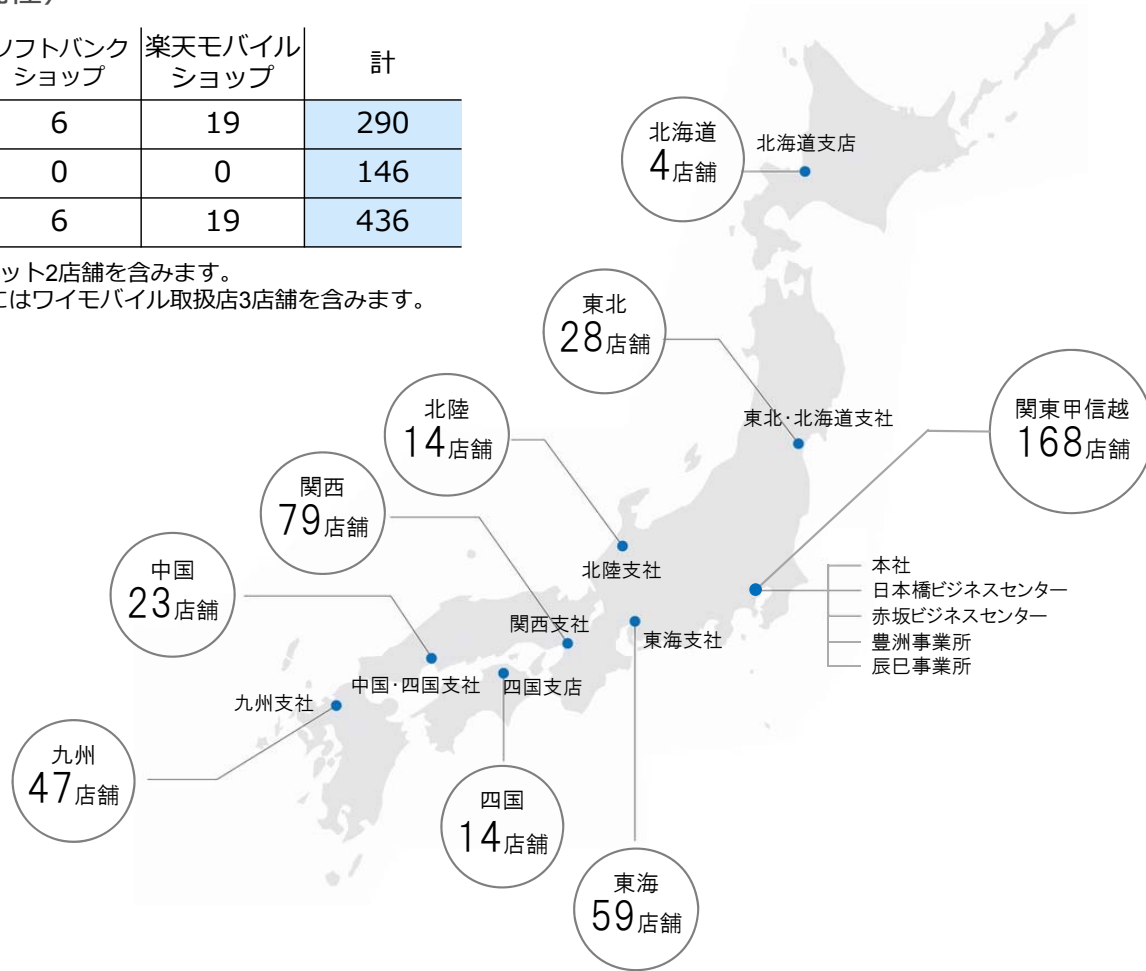 ソフトバンク
ショップ
楽天モバイル
ショップ
計
6 19 290
0 0 146
6 19 436
ット2店舗を含みます。
にはワイモバイル取扱店3店舗を含みます。
北海道
4店舗
北海道支店
東北
28店舗
東北・北海道支社
関東甲信越
168店舗
北陸
14店舗
北陸支社
関西
79店舗
関西支社
中国
23店舗
中国・四国支社
四国支店
東海支社
本社
日本橋ビジネスセンター
赤坂ビジネスセンター
豊洲事業所
辰巳事業所
九州支社
九州
47店舗
四国
14店舗
東海
59店舗